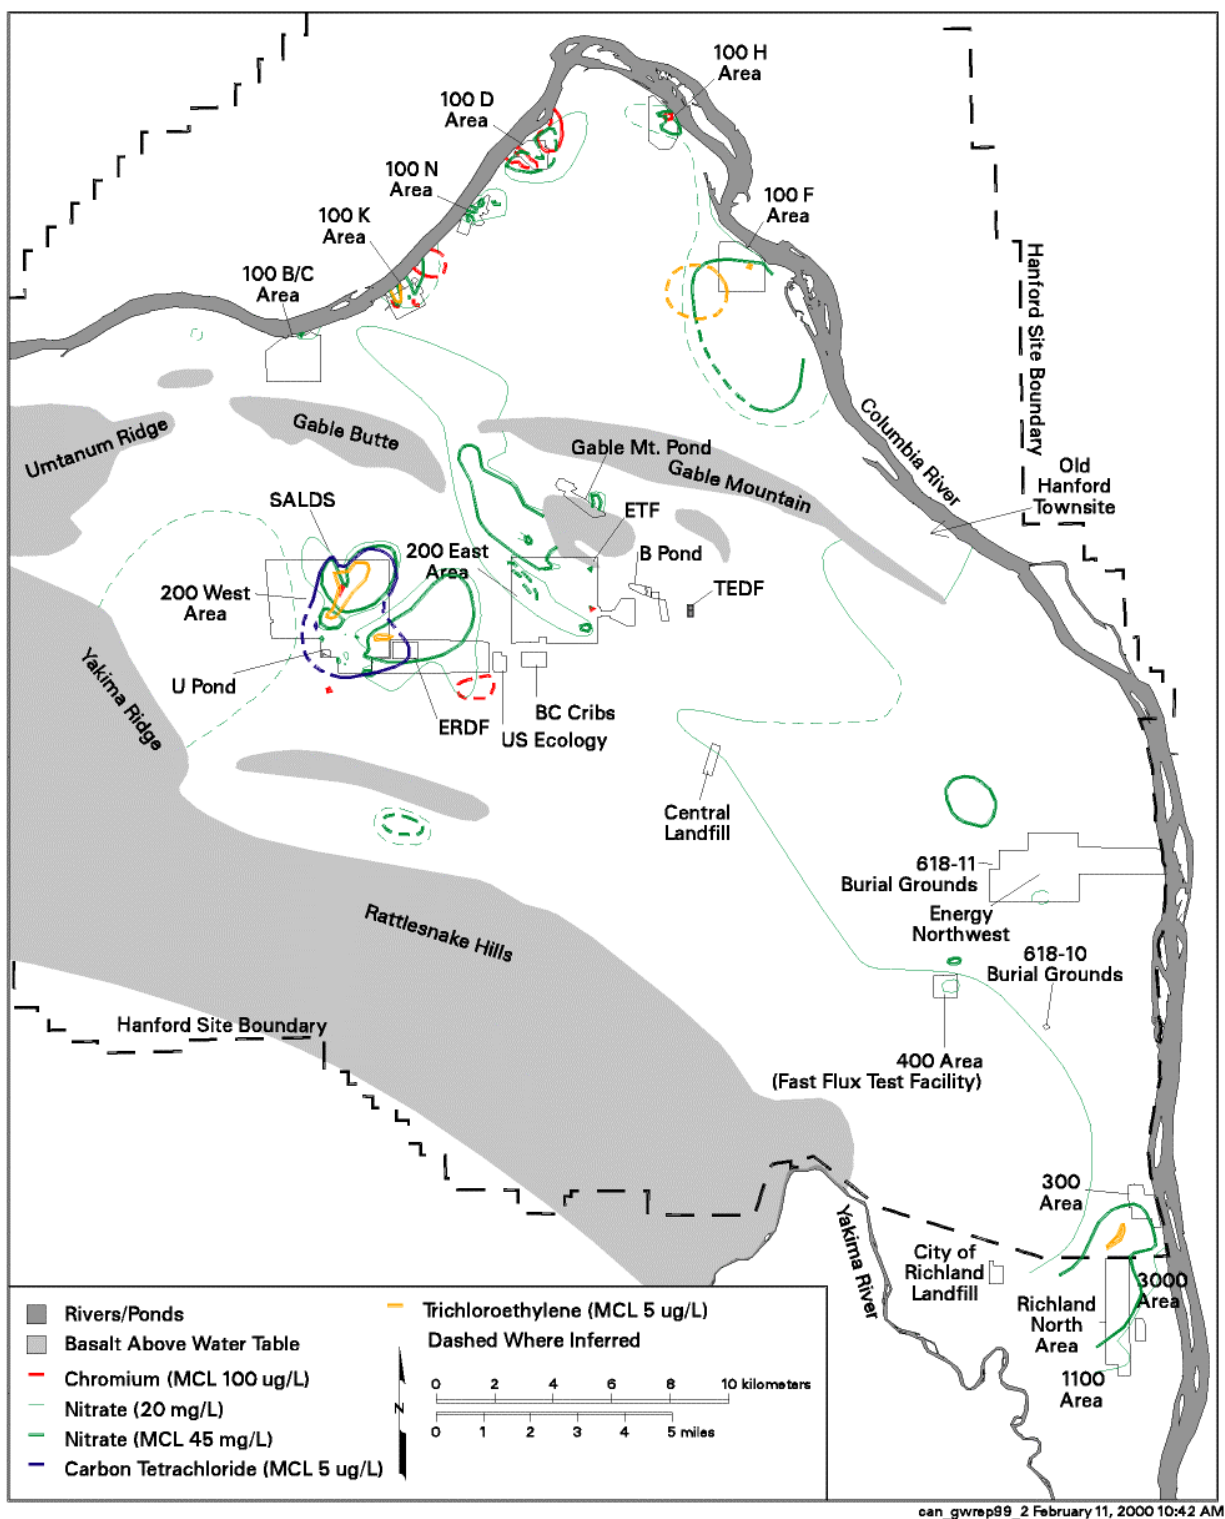 100 H
Area
100 D
Area
100 N
Area
100 F
Area
100 K
Area
100 B/C
Area
Hanford Site Boundary
Columbia River
Umtanum Ridge
Gable Butte
Gable Mt. Pond
Gable Mountain
Old
Hanford
Townsite
SALDS
ETF
200 East
Area
B Pond
TEDF
200 West
Area
U Pond
Yakima Ridge
ERDF
BC Cribs
US Ecology
Central
Landfill
618-11
Burial Grounds
Energy
Northwest
Rattlesnake Hills
618-10
Burial Grounds
Hanford Site Boundary
400 Area
(Fast Flux Test Facility)
300
Area
Yakima River
City of
Richland
Landfill
3000
Area
Richland
North
Area
1100
Area
Rivers/Ponds
Basalt Above Water Table
Chromium (MCL 100 ug/L)
Nitrate (20 mg/L)
Nitrate (MCL 45 mg/L)
Carbon Tetrachloride (MCL 5 ug/L)
Trichloroethylene (MCL 5 ug/L)
Dashed Where Inferred
N
0 2 4 6 8 10 kilometers
0 1 2 3 4 5 miles
can_gwrep99_2 February 11, 2000 10:42 AM